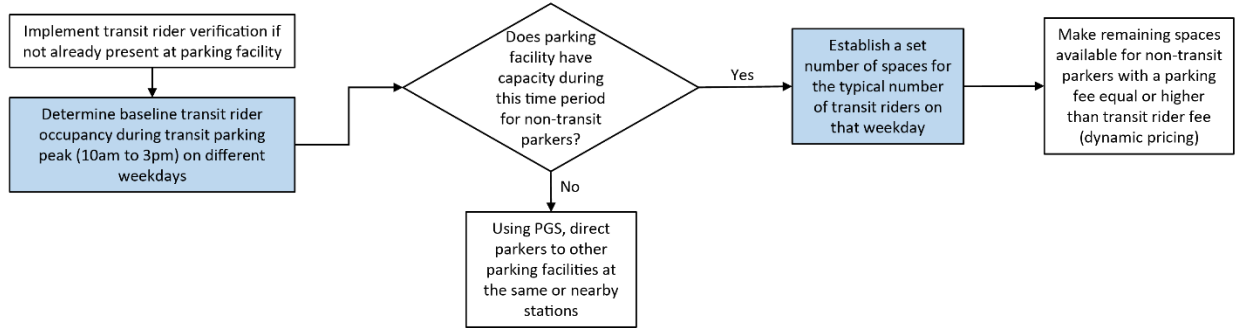 Implement transit rider verification if
not already present at parking facility
Determine baseline transit rider
occupancy during transit parking
peak (10am to 3pm) on different
weekdays
Does parking
facility have
capacity during
this time period
for non-transit
parkers?
Yes
Establish a set
number of spaces for
the typical number
of transit riders on
that weekday
Make remaining spaces
available for non-transit
parkers with a parking
fee equal or higher
than transit rider fee
(dynamic pricing)
No
Using PGS, direct
parkers to other
parking facilities at
the same or nearby
stations